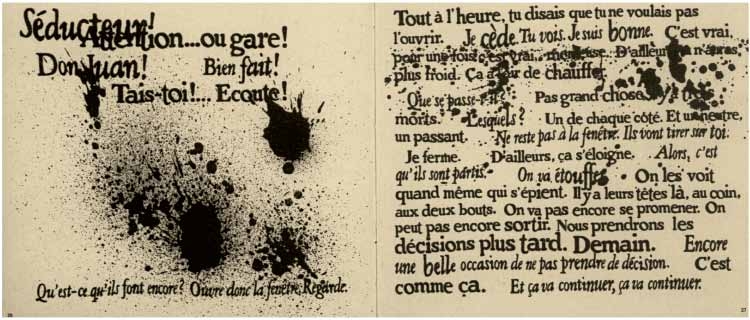 Séducteur!
Attention...ou gare!
Don Juan! Bien fait!
Tais-toi!... Ecoute!
Qu'est-ce qu'ils font encore? Ouvre donc la fenêtre. Regarde.
26
Tout à l'heure, tu disais que tu ne voulais pas
l'ouvrir. Je cède. Tu vois. Je suis bonne. C'est vrai,
pour une fois c'est vrai, menteuse. D'ailleurs tu n'auras
plus froid. Ça a l'air de chauffer.
Que se passe-t-il? Pas grand chose.
morts. Lesquels? Un de chaque côté. Et un neutre,
un passant. Ne reste pas à la fenêtre. Ils vont tirer sur toi.
Je ferme. D'ailleurs, ça s'éloigne. Alors, c'est
qu'ils sont partis. On va étouffer. On les voit
quand même qui s'épient. Il y a leurs têtes là, au coin,
aux deux bouts. On va pas encore se promener. On
peut pas encore sortir. Nous prendrons les
décisions plus tard. Demain. Encore
une belle occasion de ne pas prendre de décision. C'est
comme ça. Et ça va continuer, ça va continuer.
27